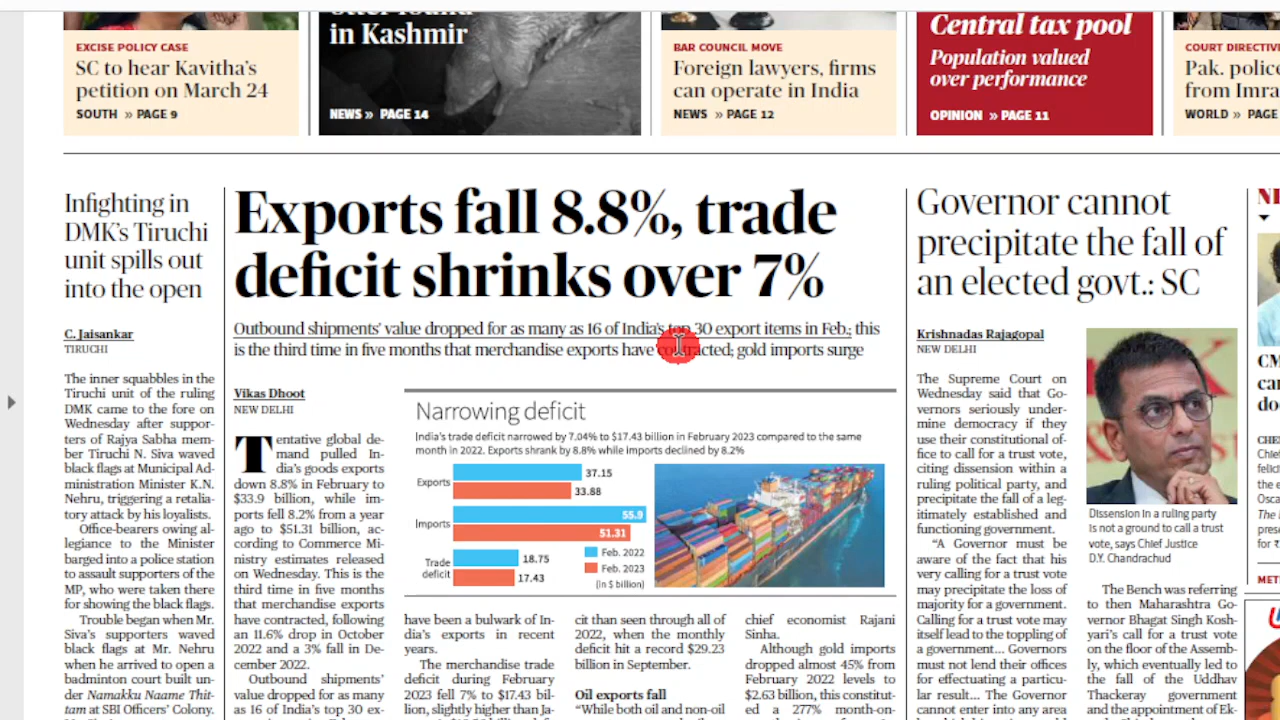 otter found
in Kashmir
NEWS » PAGE 14
EXCISE POLICY CASE
SC to hear Kavitha's
petition on March 24
SOUTH » PAGE 9
BAR COUNCIL MOVE
Foreign lawyers, firms
can operate in India
NEWS » PAGE 12
Central tax pool
Population valued
over performance
OPINION » PAGE 11
COURT DIRECTIV
Pak. police
from Imra
WORLD » PAGE
Infighting in
DMK's Tiruchi
unit spills out
into the open
C. Jaisankar
TIRUCHI
The inner squabbles in the
Tiruchi unit of the ruling
DMK came to the fore on
Wednesday after suppor-
ters of Rajya Sabha mem-
ber Tiruchi N. Siva waved
black flags at Municipal Ad-
ministration Minister K.N.
Nehru, triggering a retalia-
tory attack by his loyalists.
Office-bearers owing al-
legiance to the Minister
barged into a police station
to assault supporters of the
MP, who were taken there
for showing the black flags.
Trouble began when Mr.
Siva's supporters waved
black flags at Mr. Nehru
when he arrived to open a
badminton court built un-
der Namakku Naame Thit-
tam at SBI Officers' Colony.
Exports fall 8.8%, trade
deficit shrinks over 7%
Outbound shipments' value dropped for as many as 16 of India's top 30 export items in Feb.; this
is the third time in five months that merchandise exports have contracted; gold imports surge
Vikas Dhoot
NEW DELHI
Tentative global de-
mand pulled In-
dia's goods exports
down 8.8% in February to
$33.9 billion, while im-
ports fell 8.2% from a year
ago to $51.31 billion, ac-
cording to Commerce Mi-
nistry estimates released
on Wednesday. This is the
third time in five months
that merchandise exports
have contracted, following
an 11.6% drop in October
2022 and a 3% fall in De-
cember 2022.
Outbound shipments'
value dropped for as many
as 16 of India's top 30 ex-
Narrowing deficit
India's trade deficit narrowed by 7.04% to $17.43 billion in February 2023 compared to the same
month in 2022. Exports shrank by 8.8% while imports declined by 8.2%
Exports
37.15
33.88
Imports
55.9
51.31
Trade
deficit
18.75
17.43
Feb. 2022
Feb. 2023
(in $ billion)
have been a bulwark of In-
dia's exports in recent
years.
The merchandise trade
deficit during February
2023 fell 7% to $17.43 bil-
lion, slightly higher than Ja-
cit than seen through all of
2022, when the monthly
deficit hit a record $29.23
billion in September.
Oil exports fall
“While both oil and non-oil
chief economist Rajani
Sinha.
Although gold imports
dropped almost 45% from
February 2022 levels to
$2.63 billion, this constitut-
ed a 277% month-on-
Governor cannot
precipitate the fall of
an elected govt.: SC
Krishnadas Rajagopal
NEW DELHI
The Supreme Court on
Wednesday said that Go-
vernors seriously under-
mine democracy if they
use their constitutional of-
fice to call for a trust vote,
citing dissension within a
ruling political party, and
precipitate the fall of a leg-
itimately established and
functioning government.
“A Governor must be
aware of the fact that his
very calling for a trust vote
may precipitate the loss of
majority for a government.
Calling for a trust vote may
itself lead to the toppling of
a government... Governors
must not lend their offices
for effectuating a particu-
lar result... The Governor
cannot enter into any area
Dissension in a ruling party
is not a ground to call a trust
vote, says Chief Justice
D.Y. Chandrachud
The Bench was referring
to then Maharashtra Go-
vernor Bhagat Singh Kosh-
yari's call for a trust vote
on the floor of the Assemb-
ly, which eventually led to
the fall of the Uddhav
Thackeray government
and the appointment of Ek-